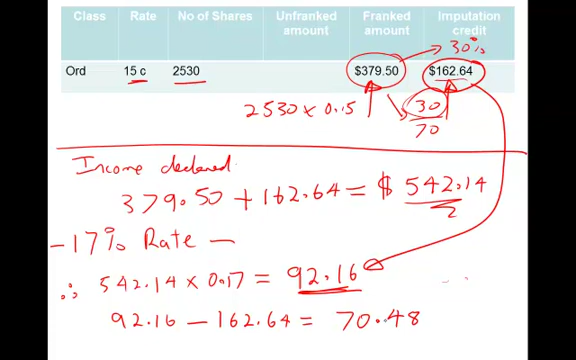 Class Rate No of Shares Unfranked amount Franked amount Imputation credit
30%
Ord 15 c 2530 $379.50 $162.64
2530 × 0.15 30
70
Income declared
379.50 + 162.64 = $ 542.14
- 17% Rate -
∴ 542.14 × 0.17 = 92.16
92.16 - 162.64 = 70.48